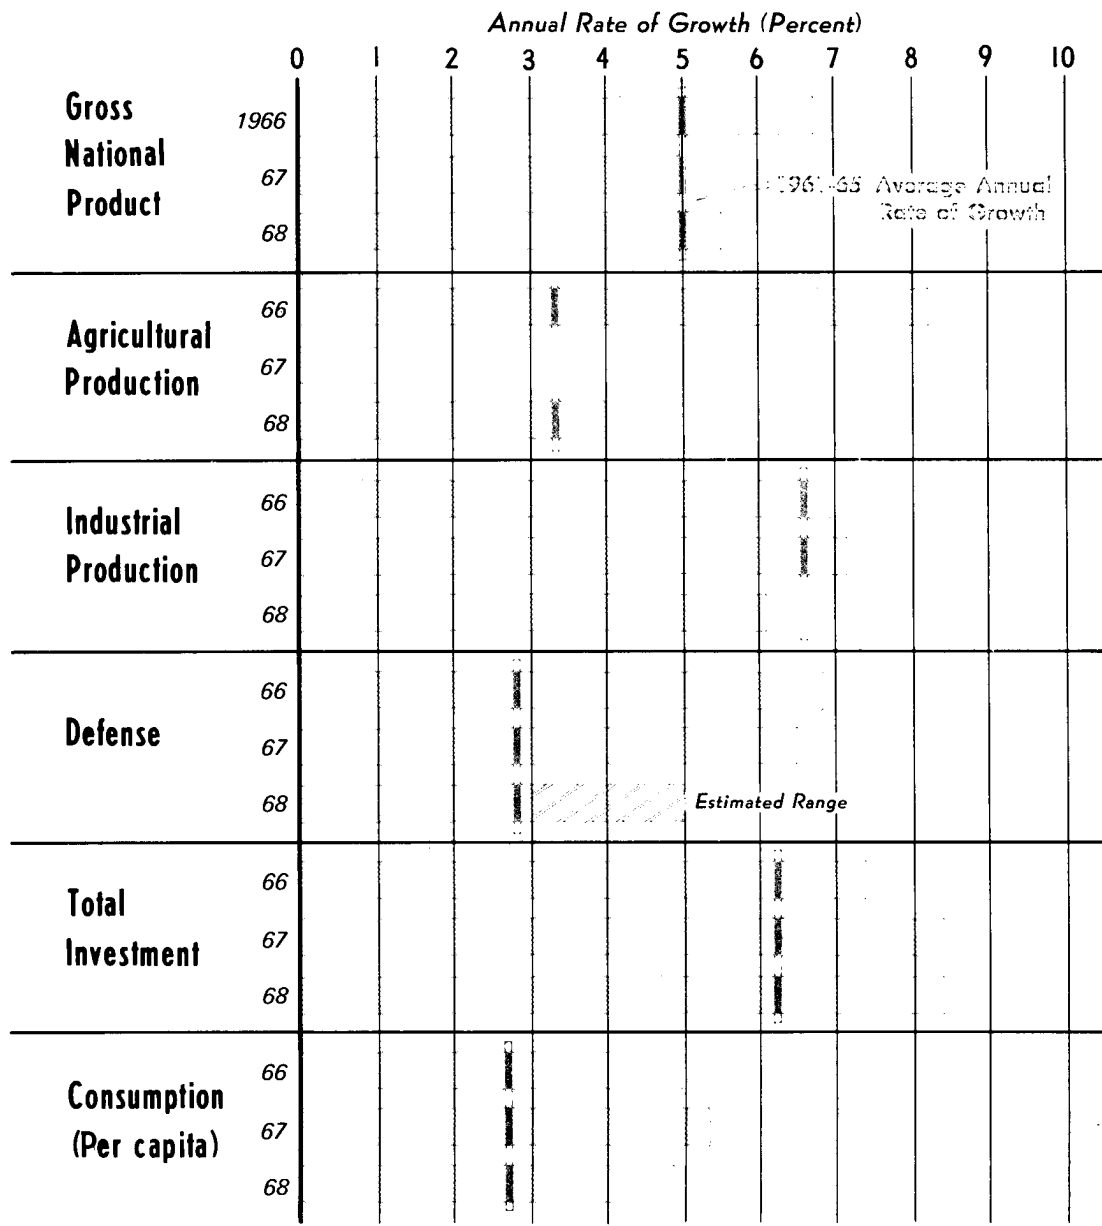 Annual Rate of Growth (Percent)
0 1 2 3 4 5 6 7 8 9 10
Gross
National
Product
1966
67
68
1961-65 Average Annual
Rate of Growth
Agricultural
Production
66
67
68
Industrial
Production
66
67
68
Defense
66
67
68
Estimated Range
Total
Investment
66
67
68
Consumption
(Per capita)
66
67
68